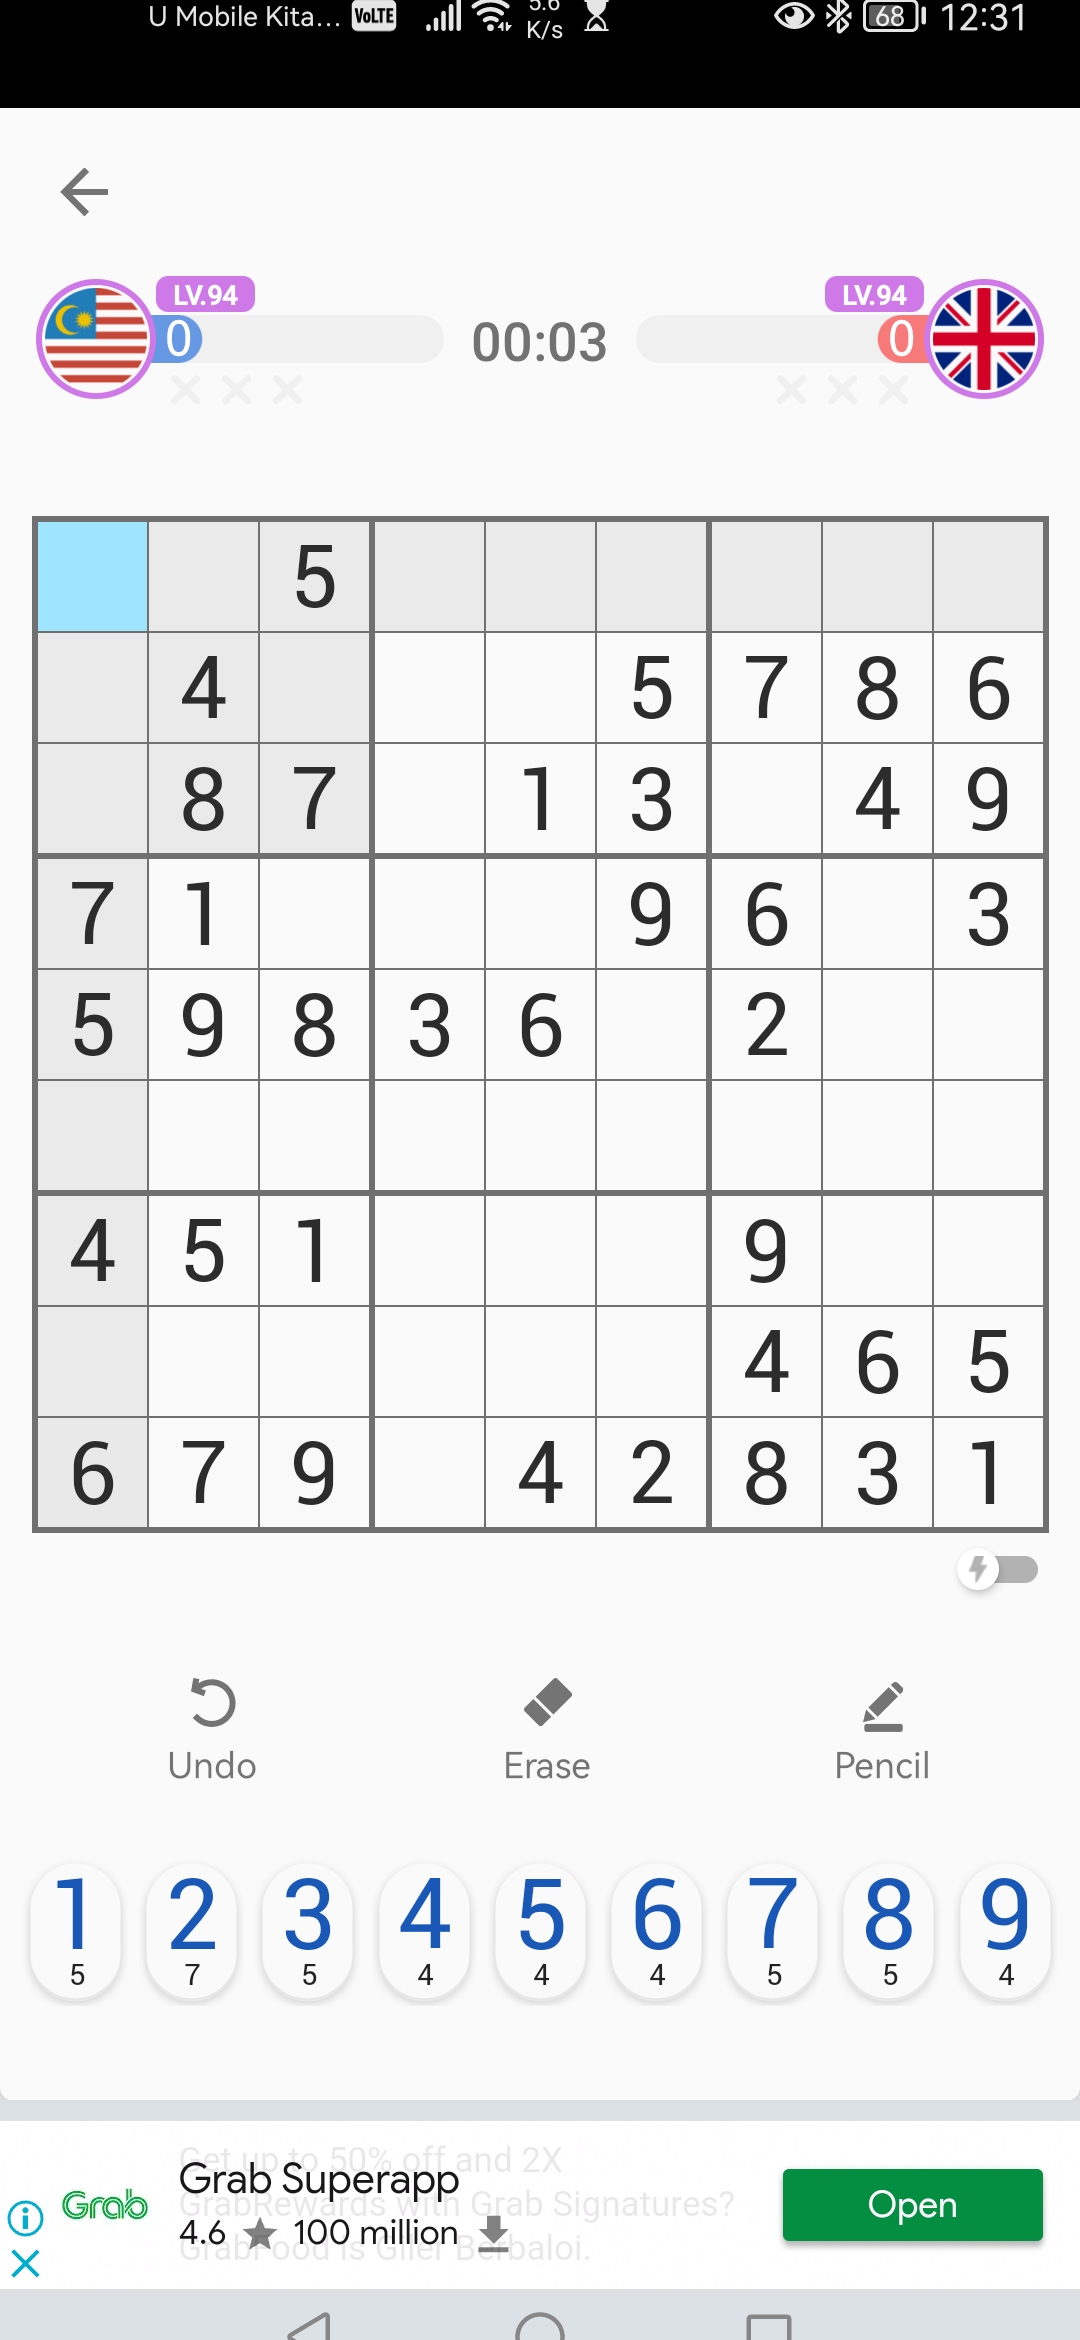 U Mobile Kita... VoLTE 5.6 K/s 68 12:31
LV.94 LV.94
0 00:03 0
5
4 5 7 8 6
8 7 1 3 4 9
7 1 9 6 3
5 9 8 3 6 2
4 5 1 9
4 6 5
6 7 9 4 2 8 3 1
Undo Erase Pencil
1 2 3 4 5 6 7 8 9
5 7 5 4 4 4 5 5 4
Get up to 50% off and 2X
Grab Superapp
GrabRewards with Grab Signatures?
Grab Open
4.6 100 million
GrabFood is Giler Berbaloi.